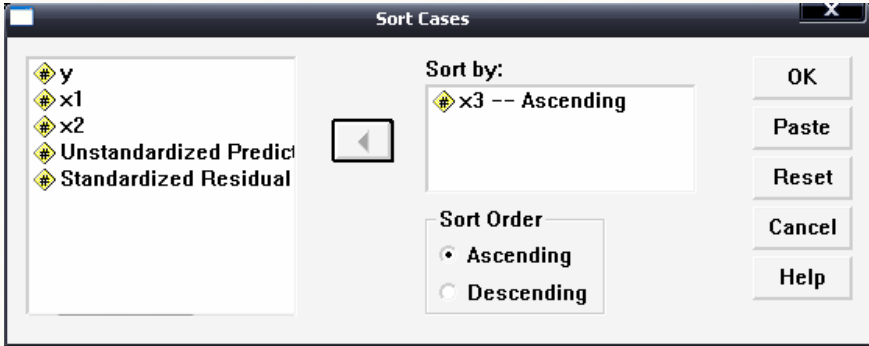 Sort Cases
X
y
x1
x2
Unstandardized Predict
Standardized Residual
Sort by:
x3 -- Ascending
Sort Order
Ascending
Descending
OK
Paste
Reset
Cancel
Help